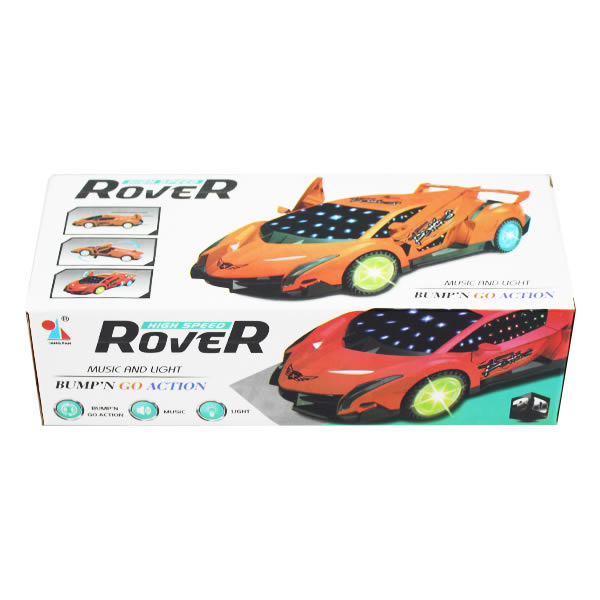 HIGH SPEED
ROVER
MUSIC AND LIGHT
BUMP'N GO ACTION
HIGH SPEED
ROVER
MUSIC AND LIGHT
BUMP'N GO ACTION
BUMP'N
GO ACTION
MUSIC
LIGHT